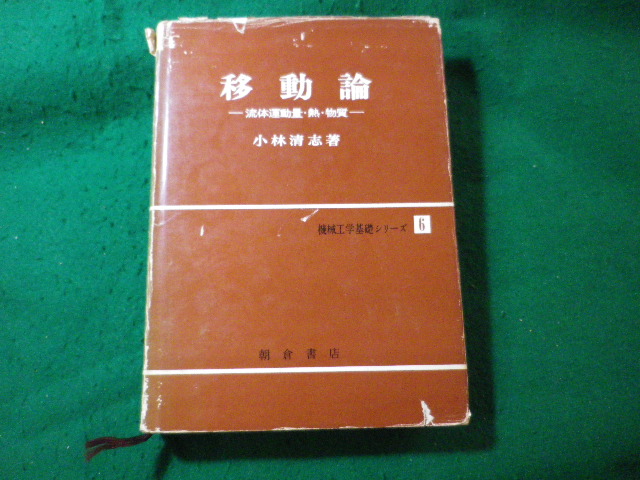 移動論
―流体運動量・熱・物質―
小林清志著
機械工学基礎シリーズ 6
朝倉書店